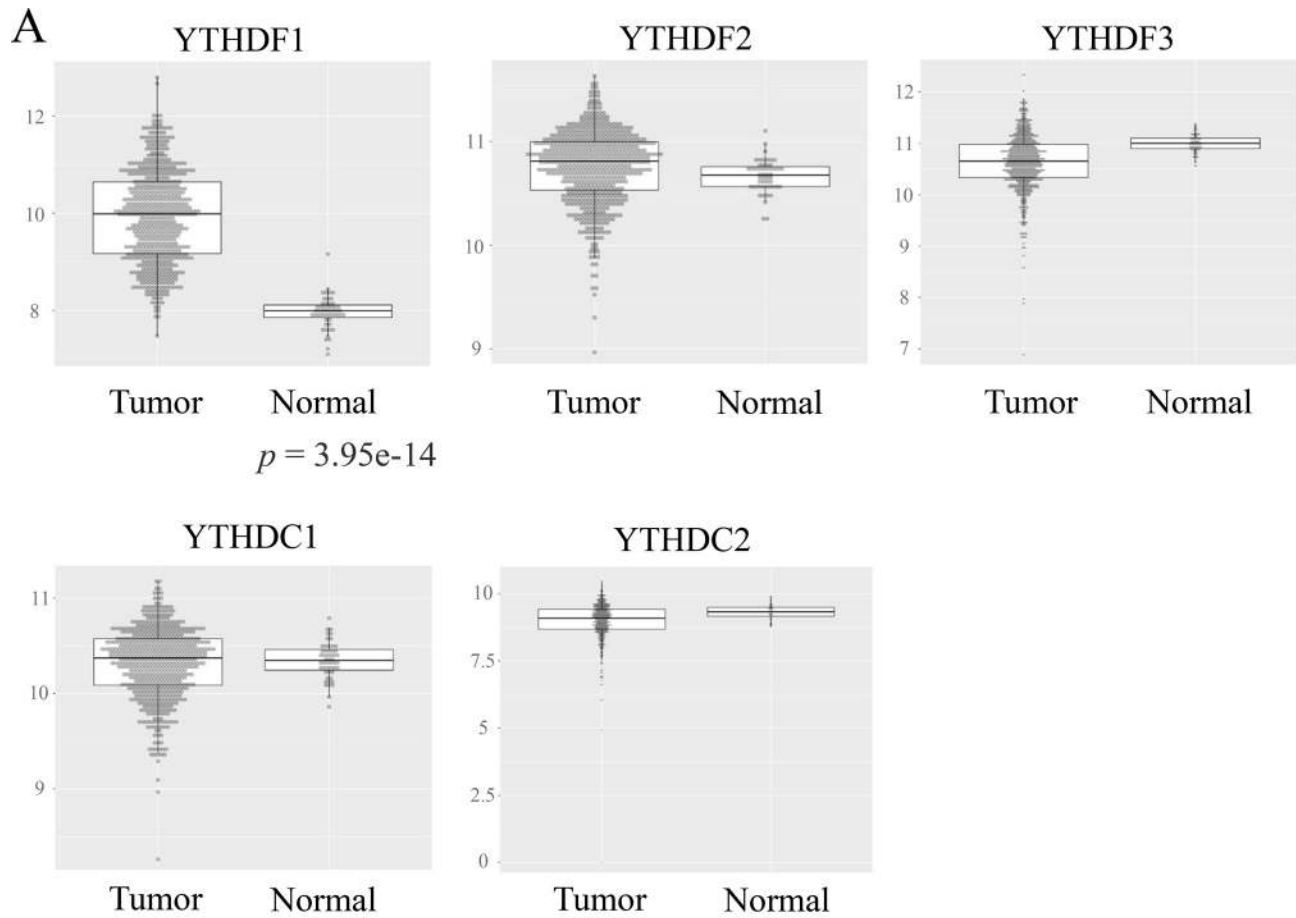 A
YTHDF1
YTHDF2
YTHDF3
12
10
8
11
10
9
12
11
10
9
8
7
Tumor Normal
Tumor Normal
Tumor Normal
p = 3.95e-14
YTHDC1
YTHDC2
11
10
9
10
7.5
5
2.5
0
Tumor Normal
Tumor Normal